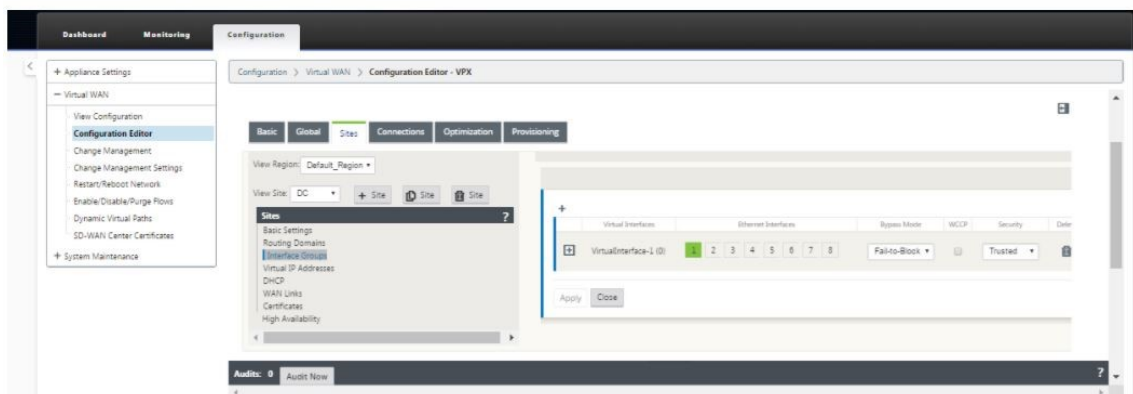 Dashboard Monitoring Configuration
+ Appliance Settings
− Virtual WAN
View Configuration
Configuration Editor
Change Management
Change Management Settings
Restart/Reboot Network
Enable/Disable/Purge Flows
Dynamic Virtual Paths
SD-WAN Center Certificates
+ System Maintenance
Configuration > Virtual WAN > Configuration Editor - VPX
Basic Global Sites Connections Optimization Provisioning
View Region: Default_Region
View Site: DC + Site Site Site
Sites ?
Basic Settings
Routing Domains
Interface Groups
Virtual IP Addresses
DHCP
WAN Links
Certificates
High Availability
+
Virtual Interfaces Ethernet Interfaces Bypass Mode WCCP Security Dele
VirtualInterface-1 (0) 1 2 3 4 5 6 7 8 Fail-to-Block Trusted
Apply Close
Audits: 0 Audit Now ?